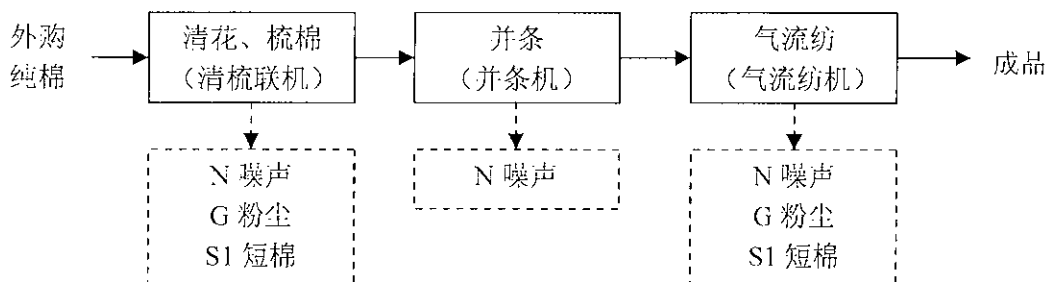 外购
纯棉
清花、梳棉
（清梳联机）
并条
（并条机）
气流纺
（气流纺机）
成品
N 噪声
G 粉尘
S1 短棉
N 噪声
N 噪声
G 粉尘
S1 短棉